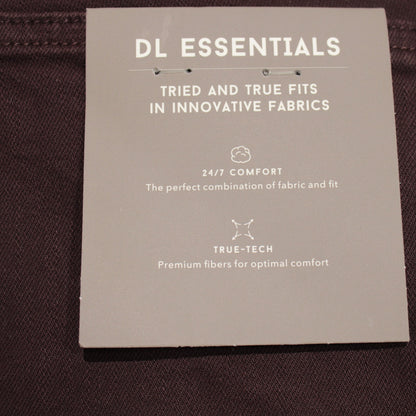 DL ESSENTIALS
TRIED AND TRUE FITS
IN INNOVATIVE FABRICS
24/7 COMFORT
The perfect combination of fabric and fit
TRUE-TECH
Premium fibers for optimal comfort